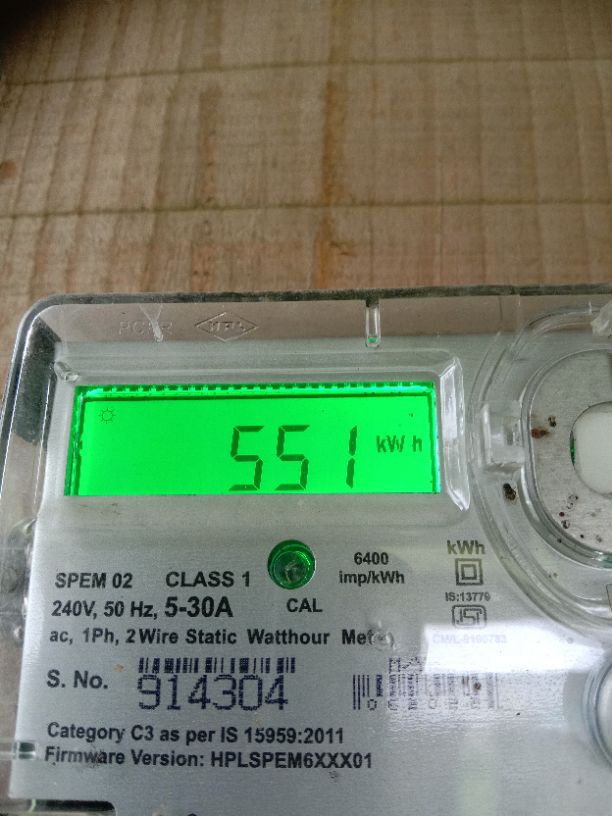 HPL
551 kWh
SPEM 02 CLASS 1 CAL 6400 imp/kWh
kWh
IS:13779
240V, 50 Hz, 5-30A
ac, 1Ph, 2 Wire Static Watthour
S. No. 914304
Category C3 as per IS 15959:2011
Firmware Version: HPLSPEM6XXX01